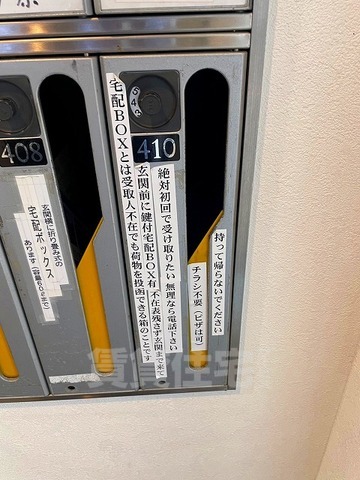 408
玄関横に折り畳み式の
宅配ボックス
あります
410
絶対初回で受け取りたい 無理なら電話下さい
玄関前に鍵付宅配BOX有 不在表残さず玄関まで来て
宅配BOXとは受取人不在でも荷物を投函できる箱のことです
持って帰らないでください
チラシ不要(ピザは可)
賃貸住宅